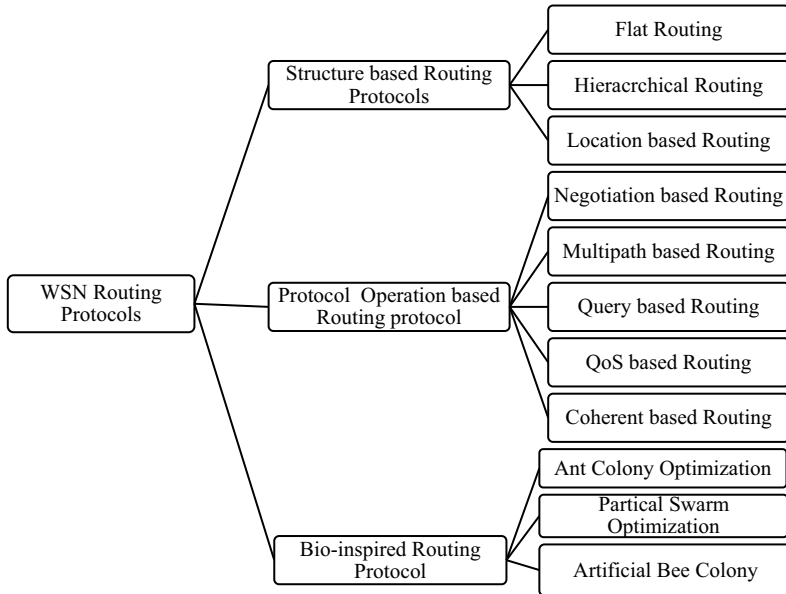 WSN Routing
Protocols
Structure based Routing
Protocols
Flat Routing
Hieracrchical Routing
Location based Routing
Protocol  Operation based
Routing protocol
Negotiation based Routing
Multipath based Routing
Query based Routing
QoS based Routing
Coherent based Routing
Bio-inspired Routing
Protocol
Ant Colony Optimization
Partical Swarm
Optimization
Artificial Bee Colony